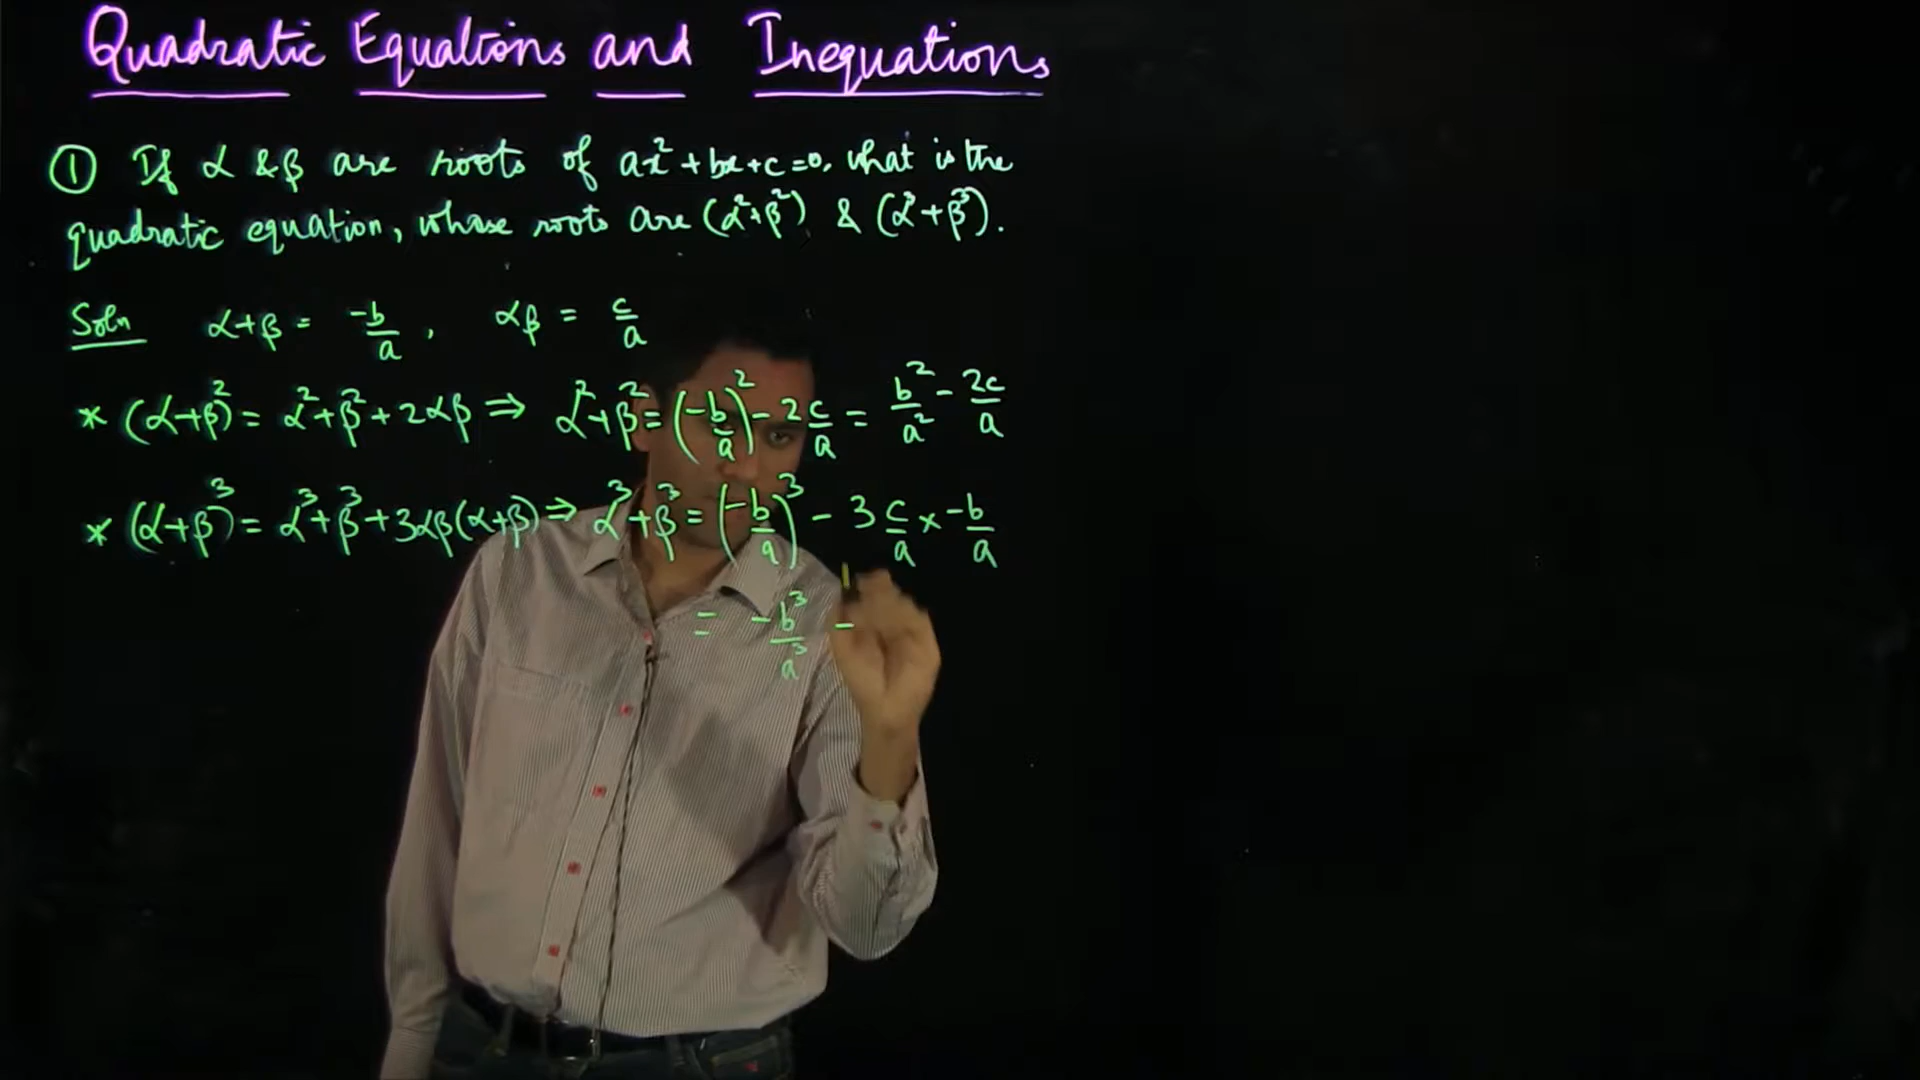 Quadratic Equations and Inequations
① If α & β are roots of ax²+bx+c=0, what is the
quadratic equation, whose roots are (α²+β²) & (α³+β³).
Soln α+β = -b/a, αβ = c/a
* (α+β)² = α²+β²+2αβ ⇒ α²+β² = (-b/a)² - 2c/a = b²/a² - 2c/a
* (α+β)³ = α³+β³+3αβ(α+β) ⇒ α³+β³ = (-b/a)³ - 3 c/a × -b/a
= -b³/a³ -